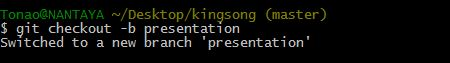 Tonao@NANTAYA ~/Desktop/kingsong (master)
$ git checkout -b presentation
Switched to a new branch 'presentation'